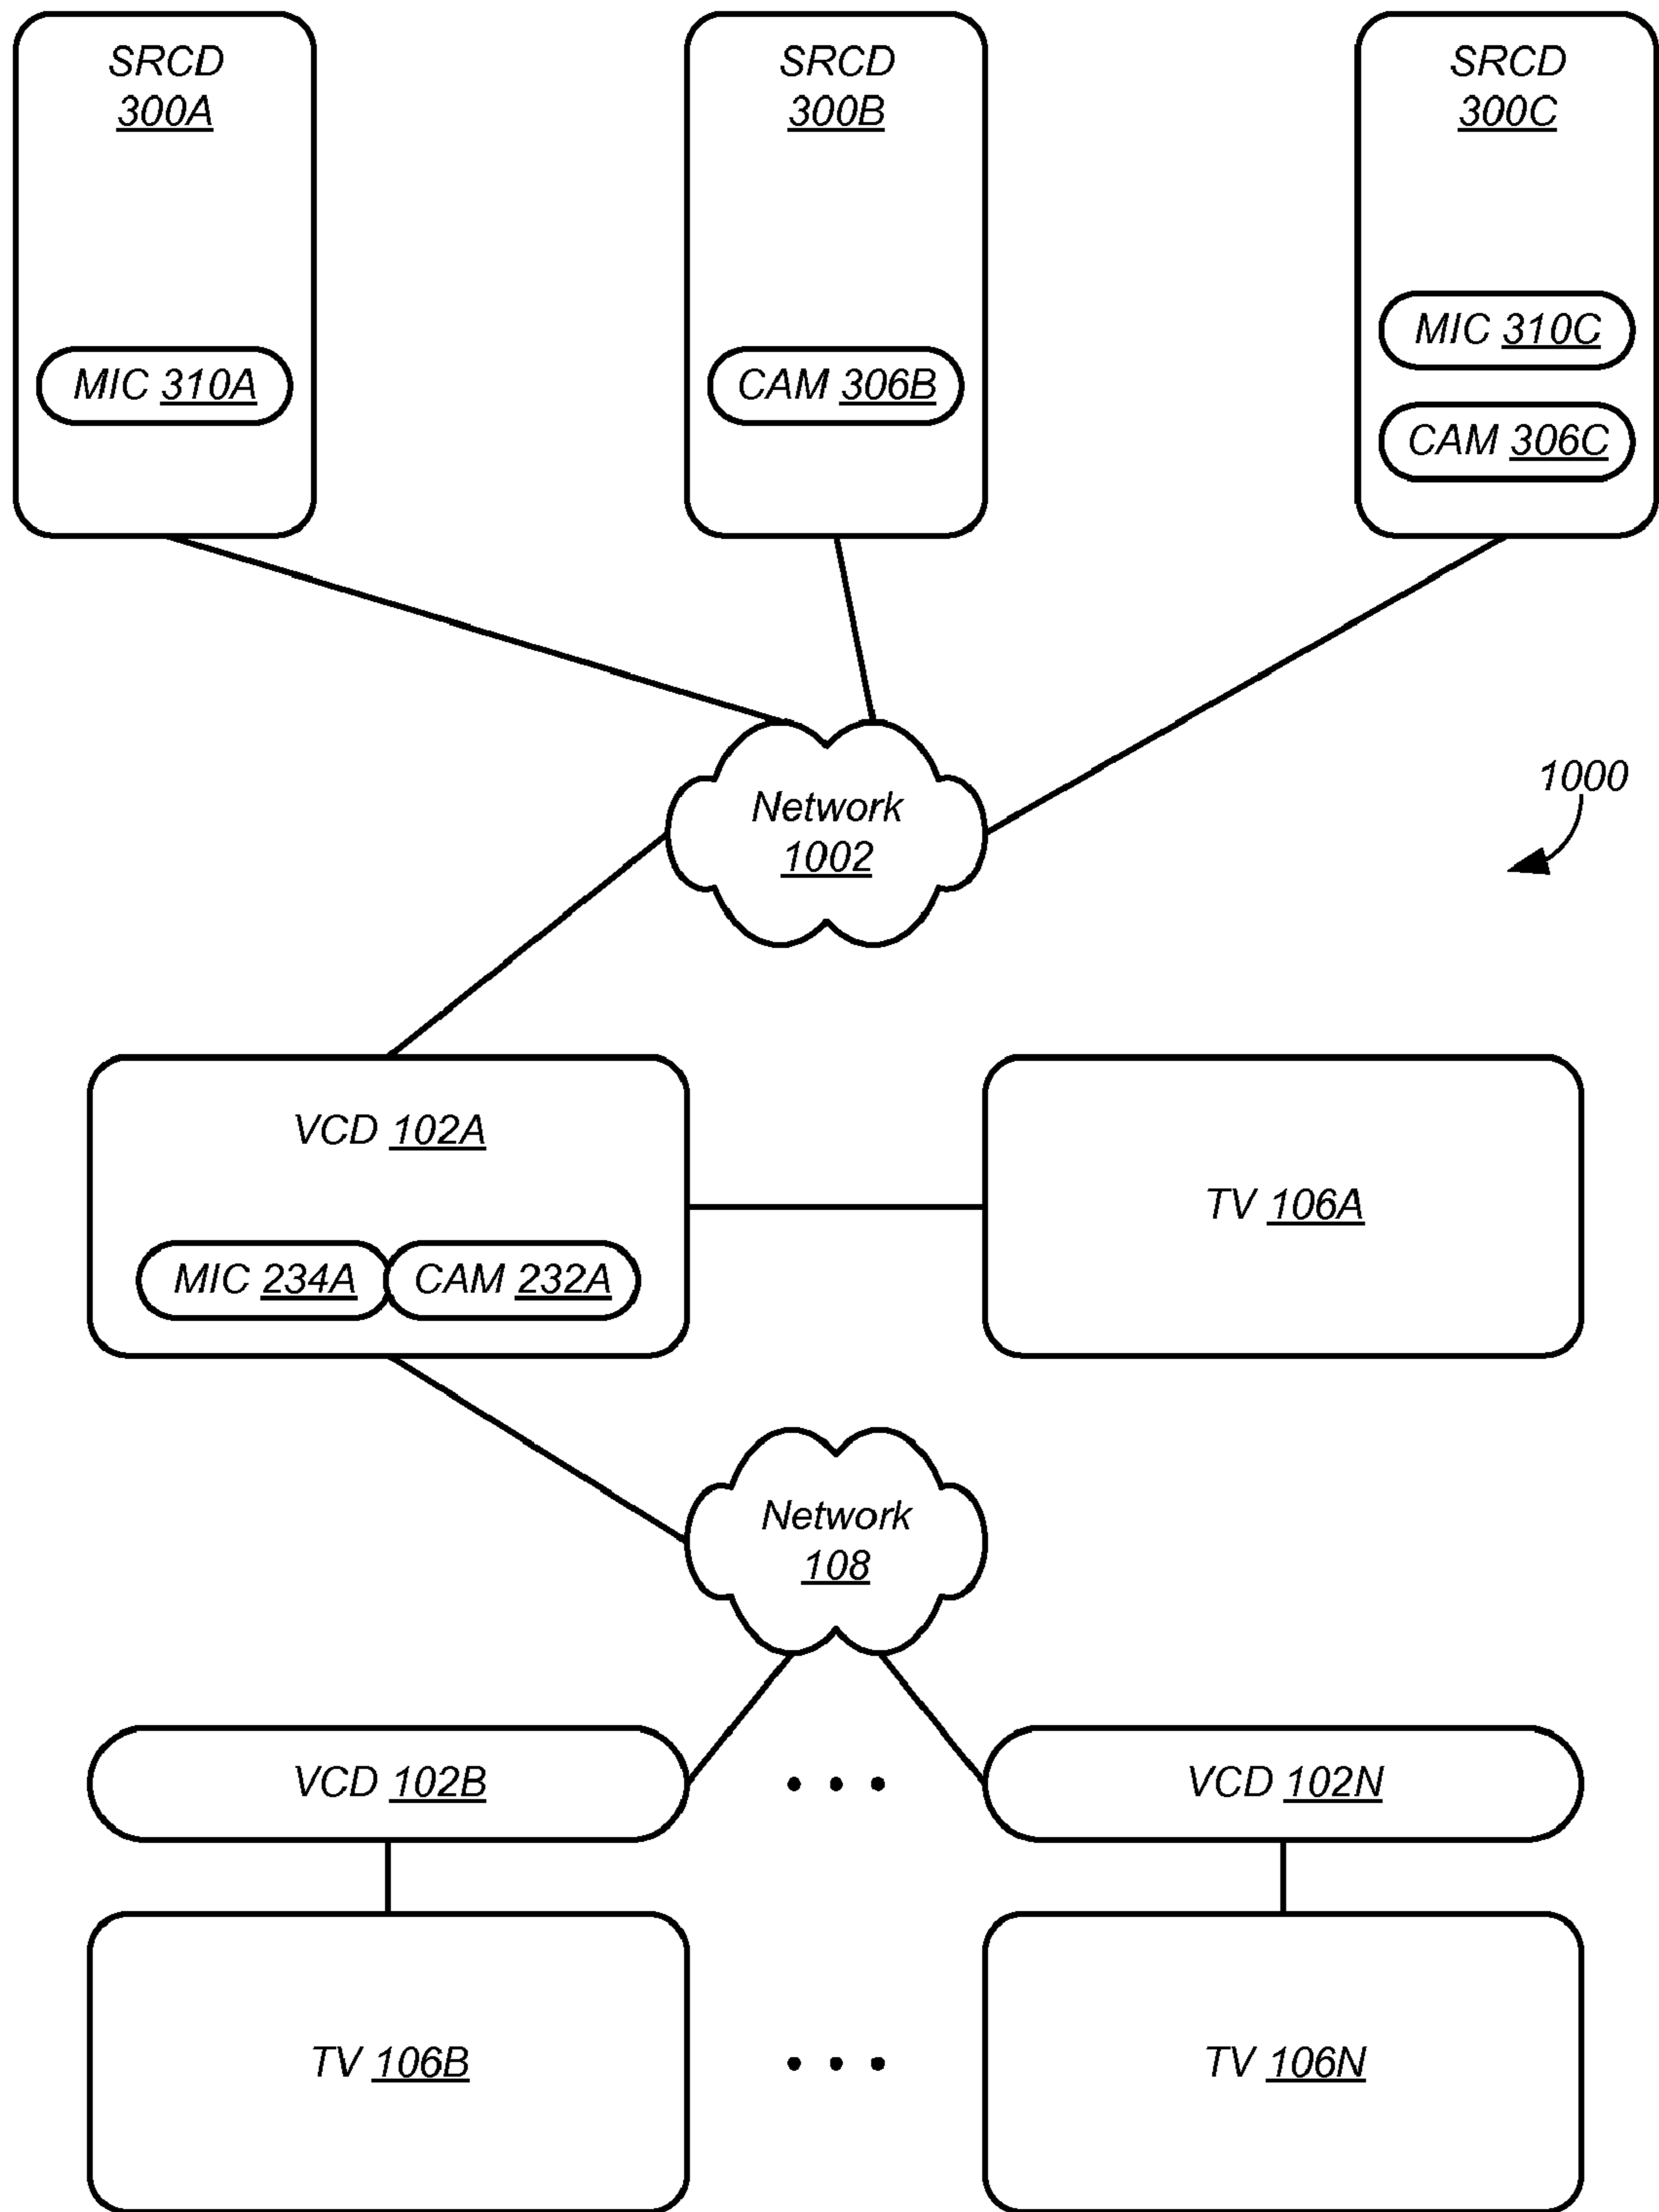 SRCD
300A
SRCD
300B
SRCD
300C
MIC 310A
CAM 306B
MIC 310C
CAM 306C
Network
1002
1000
VCD 102A
MIC 234A
CAM 232A
TV 106A
Network
108
VCD 102B
VCD 102N
TV 106B
TV 106N